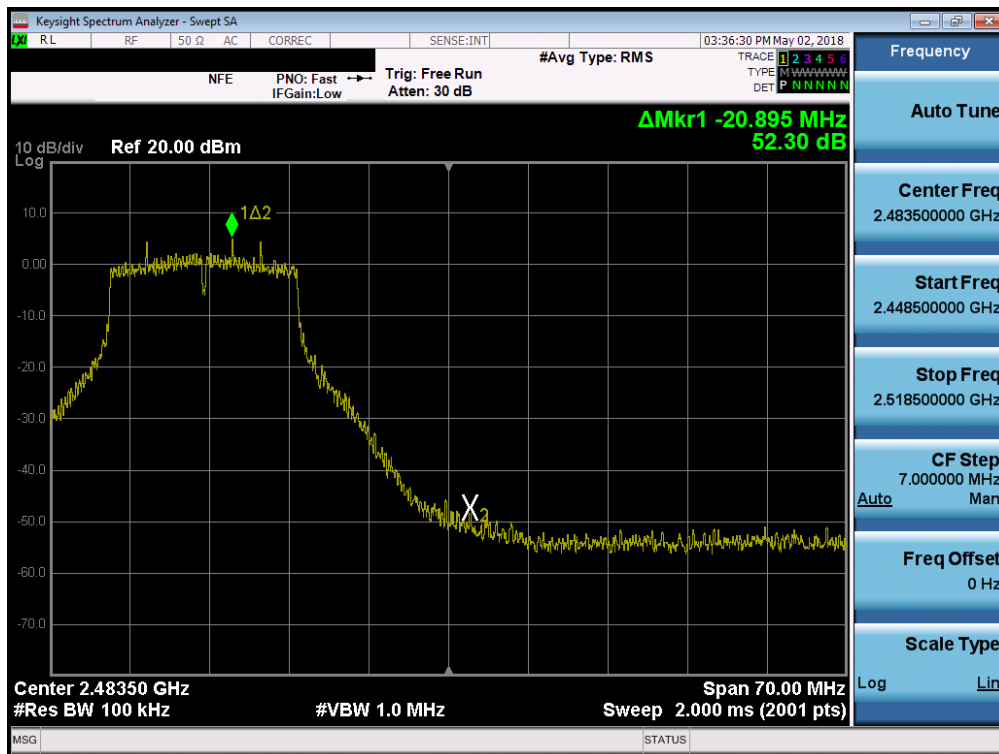 Keysight Spectrum Analyzer - Swept SA
LXI RL RF 50 Ω AC CORREC SENSE:INT 03:36:30 PM May 02, 2018
Frequency
NFE PNO: Fast Trig: Free Run #Avg Type: RMS TRACE 1 2 3 4 5 6
IFGain:Low Atten: 30 dB TYPE M WWWWW
DET P N N N N N
Auto Tune
ΔMkr1 -20.895 MHz
52.30 dB
10 dB/div Ref 20.00 dBm
Log
Center Freq
2.483500000 GHz
10.0
1Δ2
0.00
Start Freq
2.448500000 GHz
-10.0
-20.0
Stop Freq
2.518500000 GHz
-30.0
-40.0
CF Step
7.000000 MHz
Auto Man
X2
-50.0
Freq Offset
0 Hz
-60.0
-70.0
Scale Type
Log Lin
Center 2.48350 GHz Span 70.00 MHz
#Res BW 100 kHz #VBW 1.0 MHz Sweep 2.000 ms (2001 pts)
MSG STATUS